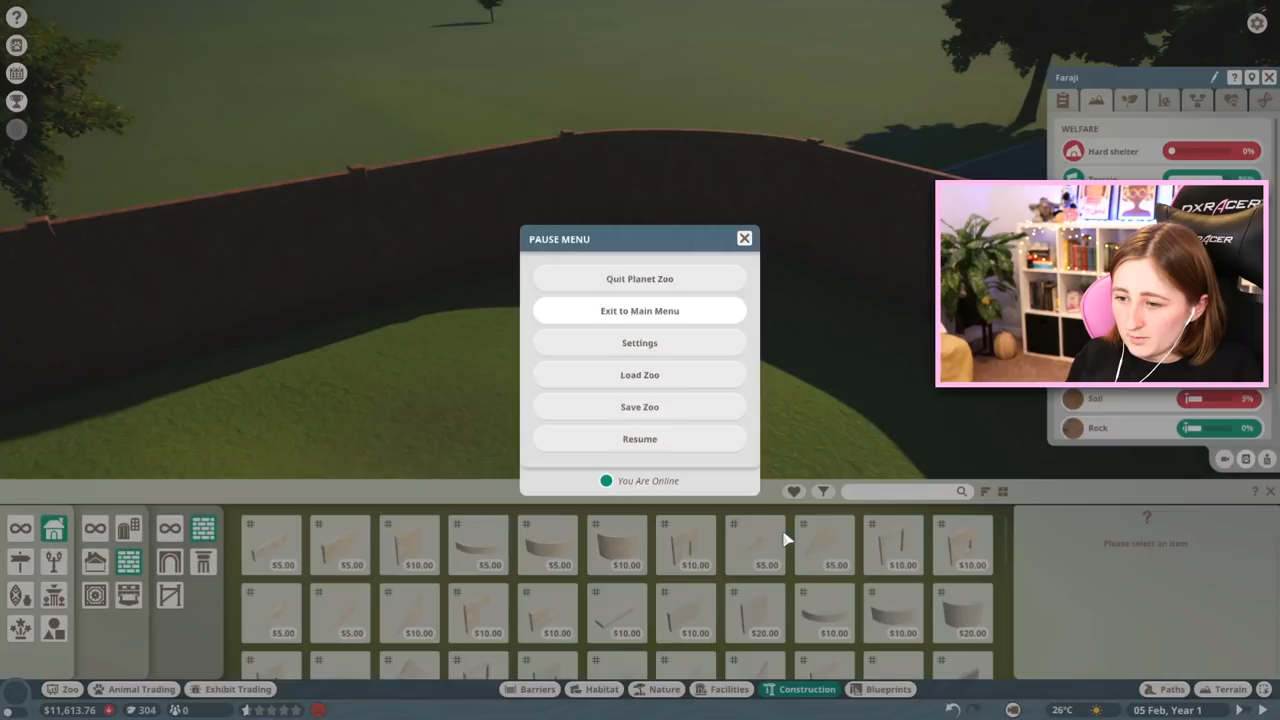 Faraji
WELFARE
Hard shelter 0%
Terrain
DXRACER
RACER
Soil 3%
Rock 0%
PAUSE MENU
Quit Planet Zoo
Exit to Main Menu
Settings
Load Zoo
Save Zoo
Resume
You Are Online
Please select an item
$5.00 $5.00 $10.00 $5.00 $5.00 $10.00 $10.00 $5.00 $5.00 $10.00 $10.00
$5.00 $5.00 $10.00 $10.00 $10.00 $10.00 $10.00 $20.00 $10.00 $10.00 $20.00
Zoo Animal Trading Exhibit Trading Barriers Habitat Nature Facilities Construction Blueprints Paths Terrain
$11,613.76 304 0 26°C 05 Feb, Year 1